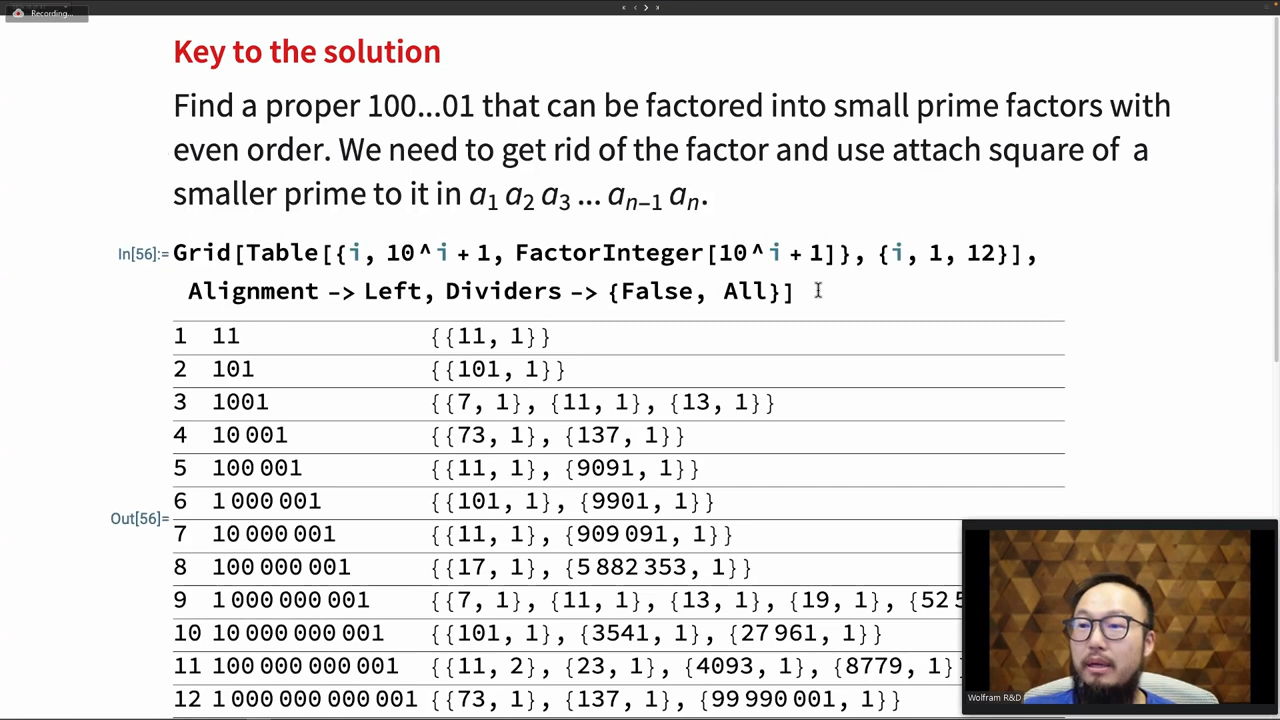 Recording...
Key to the solution
Find a proper 100...01 that can be factored into small prime factors with
even order. We need to get rid of the factor and use attach square of a
smaller prime to it in a₁ a₂ a₃ ... aₙ₋₁ aₙ.
In[56]:= Grid[Table[{i, 10^i + 1, FactorInteger[10^i + 1]}, {i, 1, 12}],
Alignment -> Left, Dividers -> {False, All}]
1 11 {{11, 1}}
2 101 {{101, 1}}
3 1001 {{7, 1}, {11, 1}, {13, 1}}
4 10 001 {{73, 1}, {137, 1}}
5 100 001 {{11, 1}, {9091, 1}}
6 1 000 001 {{101, 1}, {9901, 1}}
Out[56]=
7 10 000 001 {{11, 1}, {909 091, 1}}
8 100 000 001 {{17, 1}, {5 882 353, 1}}
9 1 000 000 001 {{7, 1}, {11, 1}, {13, 1}, {19, 1}, {52 5
10 10 000 000 001 {{101, 1}, {3541, 1}, {27 961, 1}}
11 100 000 000 001 {{11, 2}, {23, 1}, {4093, 1}, {8779, 1}
12 1 000 000 000 001 {{73, 1}, {137, 1}, {99 990 001, 1}}
Wolfram R&D